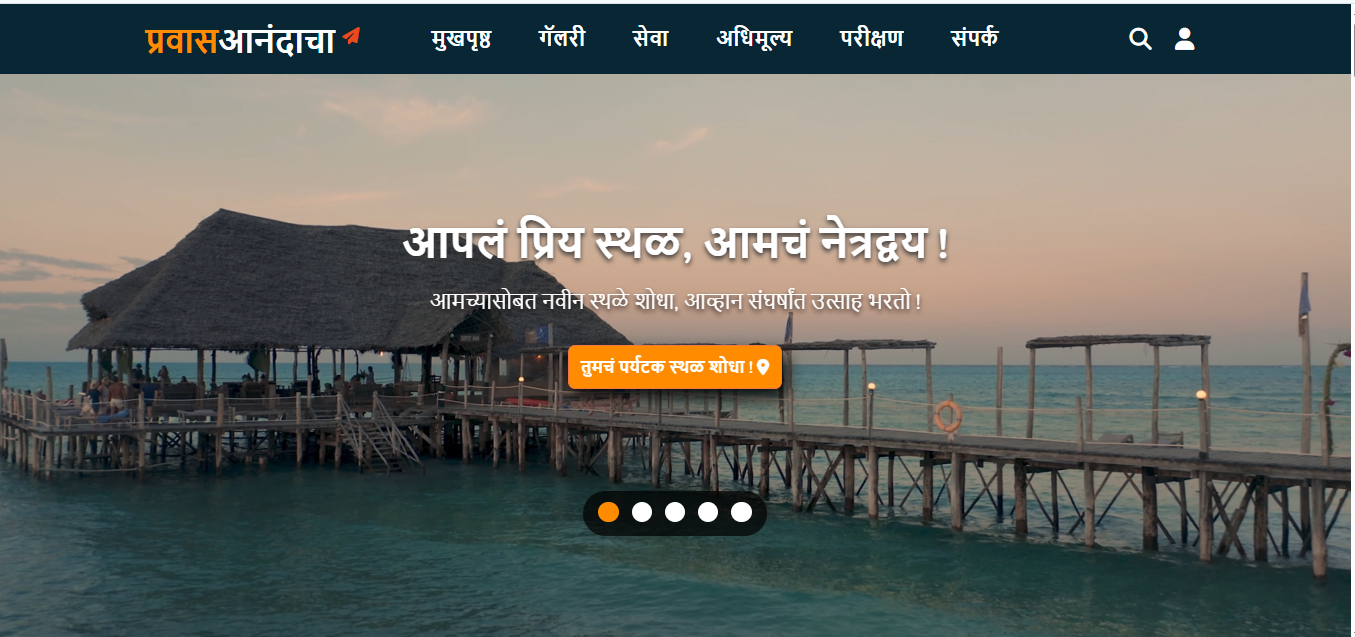 प्रवासआनंदाचा
मुखपृष्ठ गॅलरी सेवा अधिमूल्य परीक्षण संपर्क
आपलं प्रिय स्थळ, आमचं नेत्रद्वय !
आमच्यासोबत नवीन स्थळे शोधा, आव्हान संघर्षांत उत्साह भरतो !
तुमचं पर्यटक स्थळ शोधा !